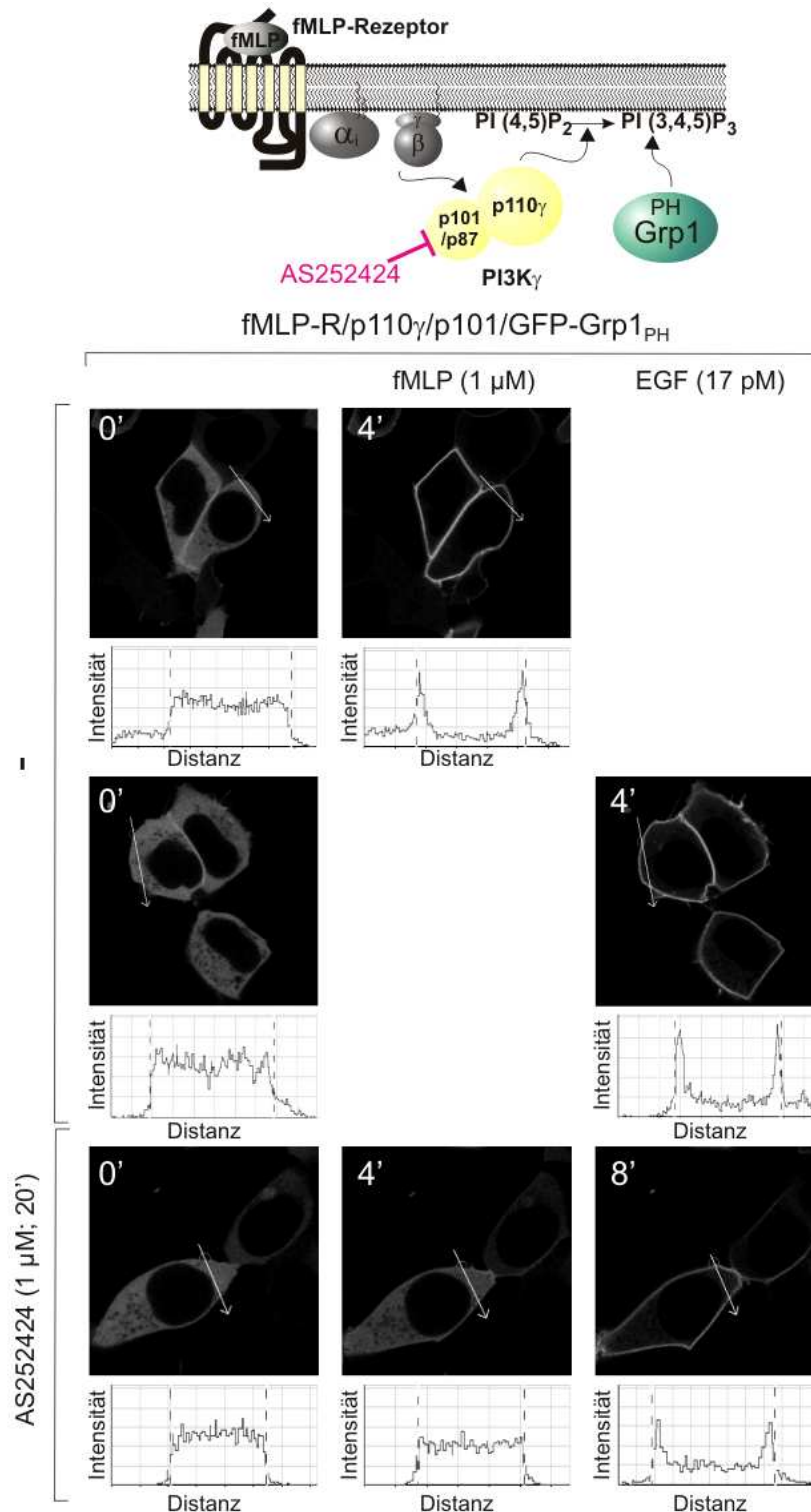 fMLP-Rezeptor
fMLP
αi
γ
β
PI (4,5)P2
PI (3,4,5)P3
p101
/p87
p110γ
PH
Grp1
AS252424
PI3Kγ
fMLP-R/p110γ/p101/GFP-Grp1PH
fMLP (1 µM)
EGF (17 pM)
-
0’
4’
Intensität
Distanz
Intensität
Distanz
0’
4’
Intensität
Distanz
Intensität
Distanz
AS252424 (1 µM; 20’)
0’
4’
8’
Intensität
Distanz
Intensität
Distanz
Intensität
Distanz